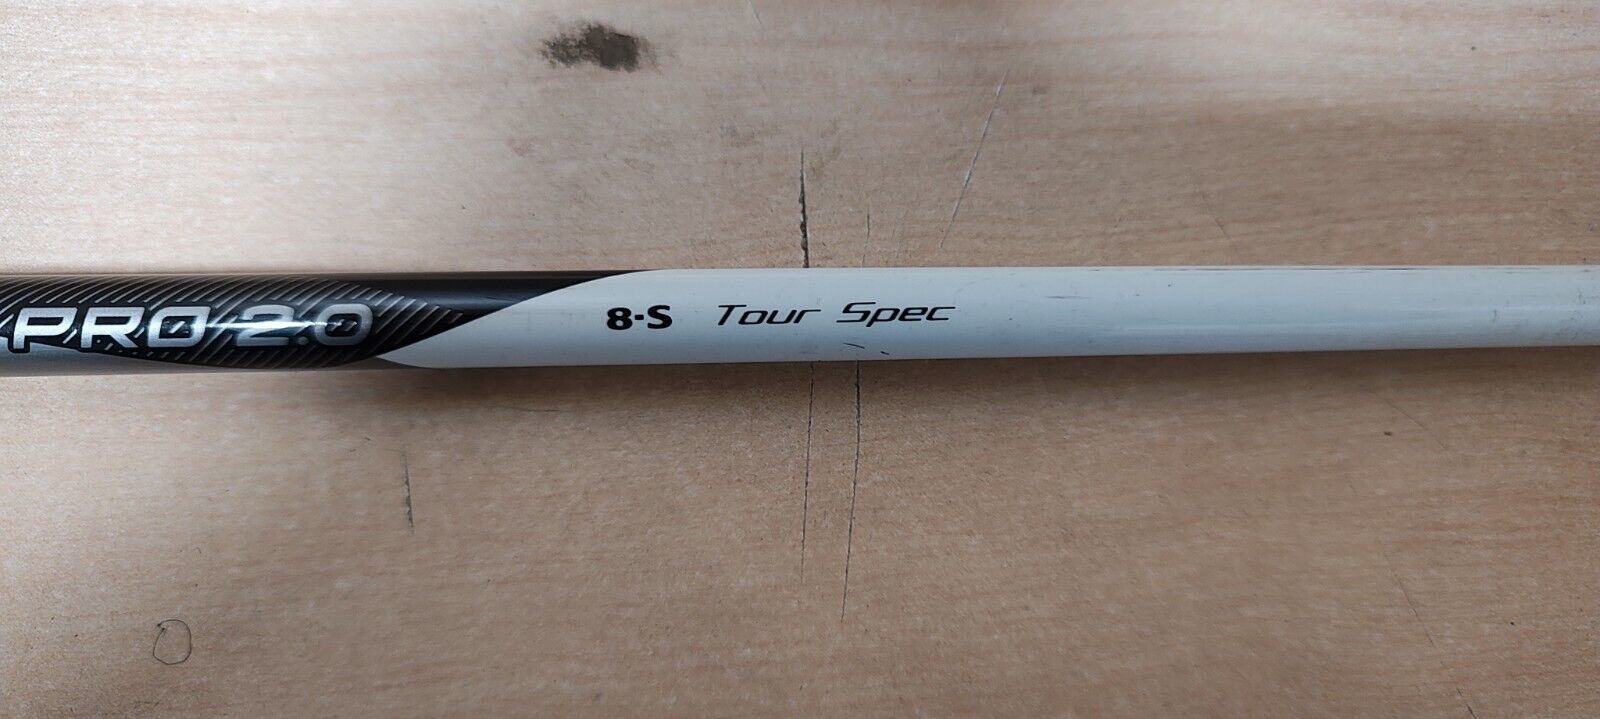 PRO 2.0 8-S Tour Spec